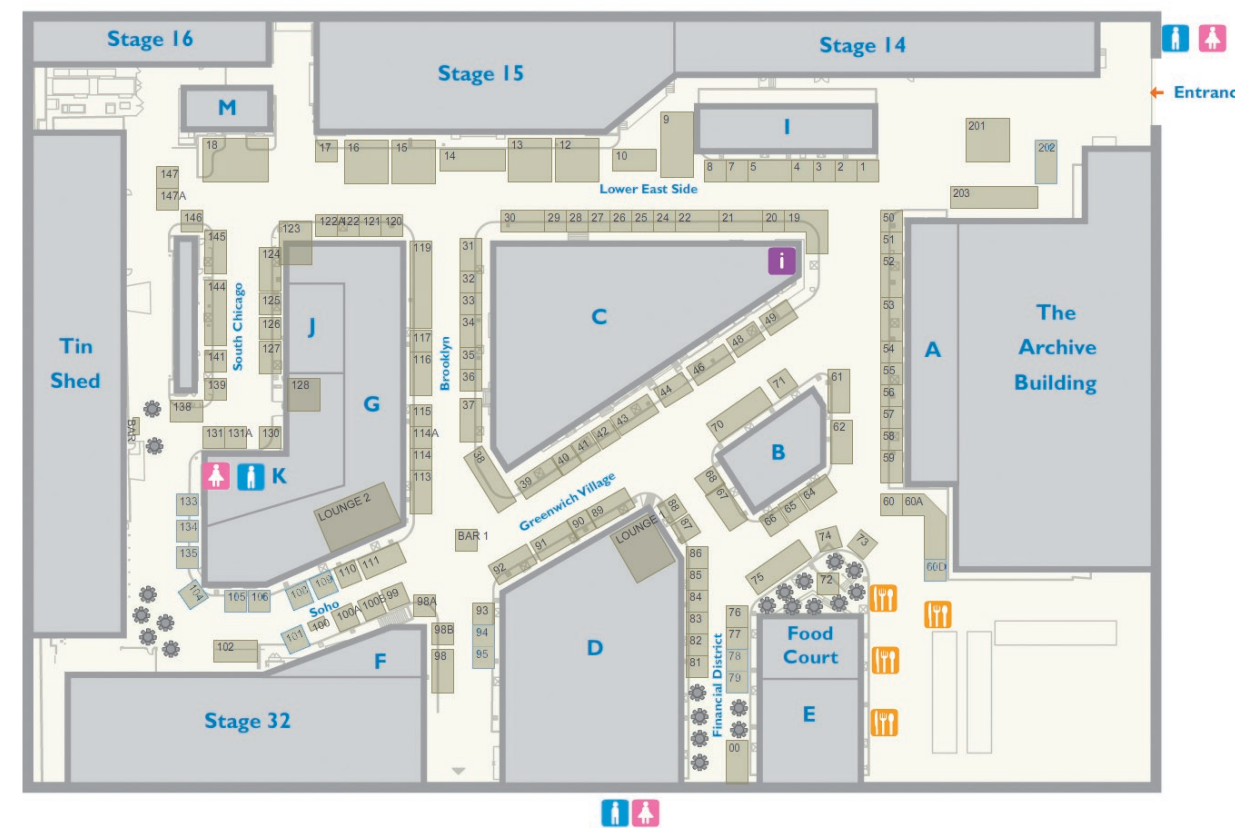 Stage 16
Stage 15
Stage 14
Entranc
M
I
9
201
202
203
18
17
16
15
14
13
12
10
8
7
5
4
3
2
1
Lower East Side
147
147A
146
145
144
141
139
138
BAR
131
131A
130
South Chicago
123
122A
122
121
120
124
125
126
127
128
119
117
116
115
114A
114
113
Brooklyn
30
29
28
27
26
25
24
22
21
20
19
31
32
33
34
35
36
37
38
i
C
49
48
46
44
43
42
41
40
39
50
51
52
53
54
55
56
57
58
59
60
60A
60D
A
The
Archive
Building
Tin
Shed
J
G
K
LOUNGE 2
133
134
135
104
105
106
108
109
110
111
Soho
101
100
100A
100B
99
98A
98B
98
102
F
Stage 32
BAR 1
Greenwich Village
92
91
90
89
88
87
LOUNGE 1
93
94
95
D
86
85
84
83
82
81
Financial District
76
77
78
79
00
71
70
61
62
B
68
67
66
65
64
75
74
73
72
Food
Court
E